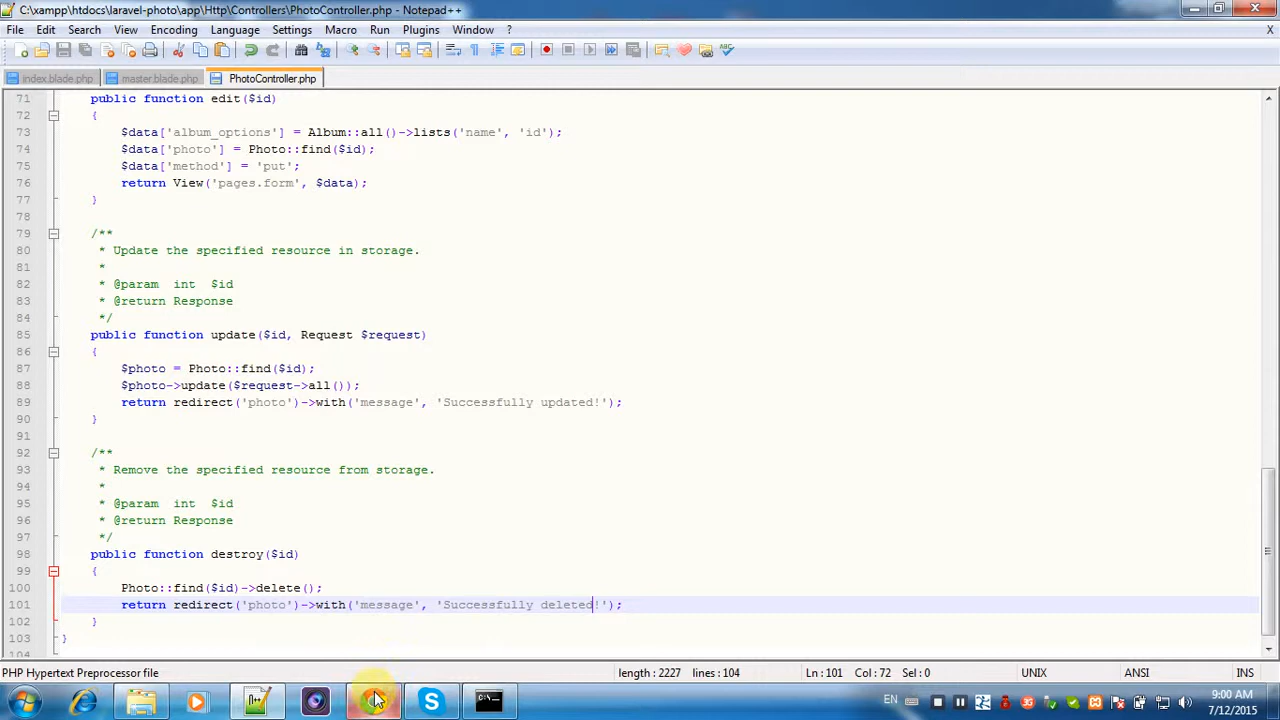 C:\xampp\htdocs\laravel-photo\app\Http\Controllers\PhotoController.php - Notepad++
File Edit Search View Encoding Language Settings Macro Run Plugins Window ? X
index.blade.php master.blade.php PhotoController.php
71 public function edit($id)
72 {
73 $data['album_options'] = Album::all()->lists('name', 'id');
74 $data['photo'] = Photo::find($id);
75 $data['method'] = 'put';
76 return View('pages.form', $data);
77 }
78
79 /**
80 * Update the specified resource in storage.
81 *
82 * @param int $id
83 * @return Response
84 */
85 public function update($id, Request $request)
86 {
87 $photo = Photo::find($id);
88 $photo->update($request->all());
89 return redirect('photo')->with('message', 'Successfully updated!');
90 }
91
92 /**
93 * Remove the specified resource from storage.
94 *
95 * @param int $id
96 * @return Response
97 */
98 public function destroy($id)
99 {
100 Photo::find($id)->delete();
101 return redirect('photo')->with('message', 'Successfully deleted!');
102 }
103 }
104
PHP Hypertext Preprocessor file length : 2227 lines : 104 Ln : 101 Col : 72 Sel : 0 UNIX ANSI INS
EN 9:00 AM
7/12/2015